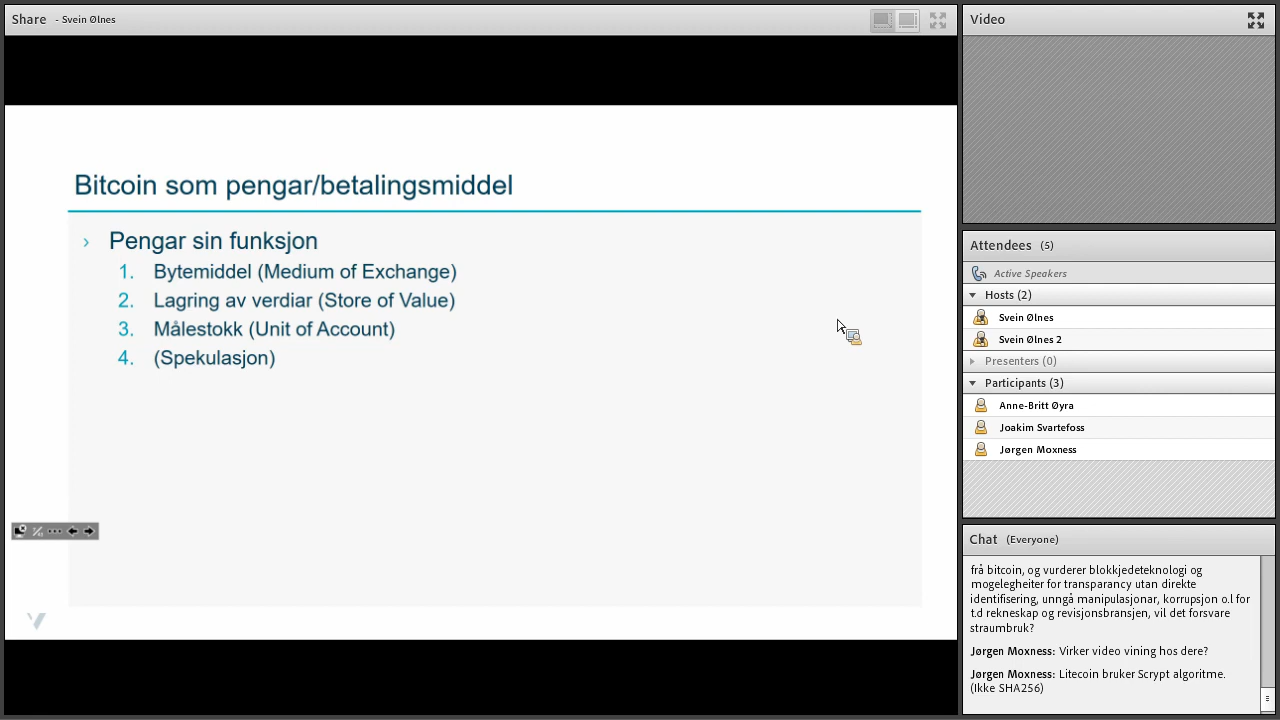 Share - Svein Ølnes
Bitcoin som pengar/betalingsmiddel
› Pengar sin funksjon
1. Bytemiddel (Medium of Exchange)
2. Lagring av verdiar (Store of Value)
3. Målestokk (Unit of Account)
4. (Spekulasjon)
Video
Attendees (5)
Active Speakers
Hosts (2)
Svein Ølnes
Svein Ølnes 2
Presenters (0)
Participants (3)
Anne-Britt Øyra
Joakim Svartefoss
Jørgen Moxness
Chat (Everyone)
frå bitcoin, og vurderer blokkjedeteknologi og
mogelegheiter for transparancy utan direkte
identifisering, unngå manipulasjonar, korrupsjon o.l for
t.d rekneskap og revisjonsbransjen, vil det forsvare
straumbruk?
Jørgen Moxness: Virker video vining hos dere?
Jørgen Moxness: Litecoin bruker Scrypt algoritme.
(Ikke SHA256)